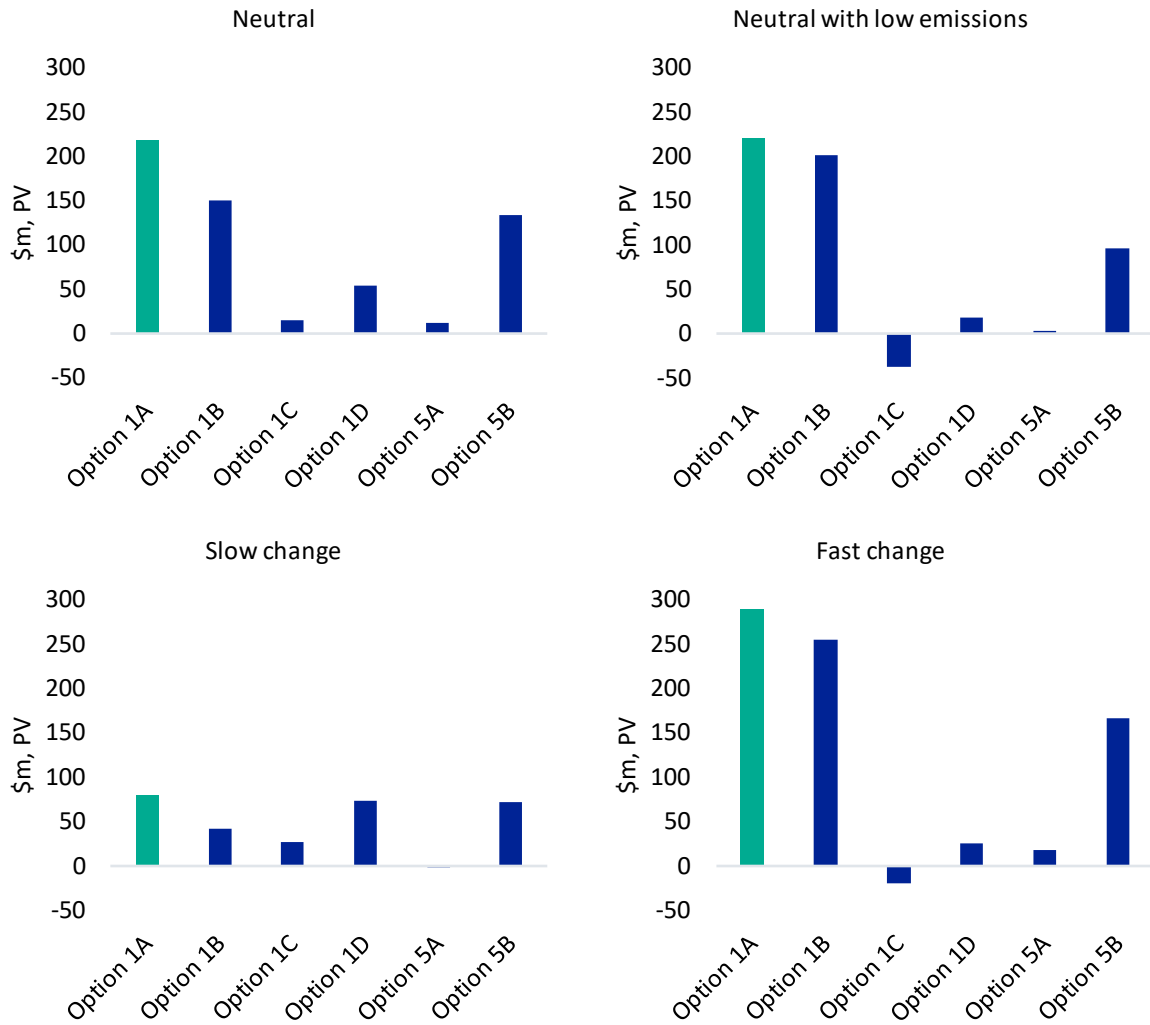 Neutral
300
250
200
150
100
50
0
-50
$m, PV
Option 1A
Option 1B
Option 1C
Option 1D
Option 5A
Option 5B
Neutral with low emissions
300
250
200
150
100
50
0
-50
$m, PV
Option 1A
Option 1B
Option 1C
Option 1D
Option 5A
Option 5B
Slow change
300
250
200
150
100
50
0
-50
$m, PV
Option 1A
Option 1B
Option 1C
Option 1D
Option 5A
Option 5B
Fast change
300
250
200
150
100
50
0
-50
$m, PV
Option 1A
Option 1B
Option 1C
Option 1D
Option 5A
Option 5B